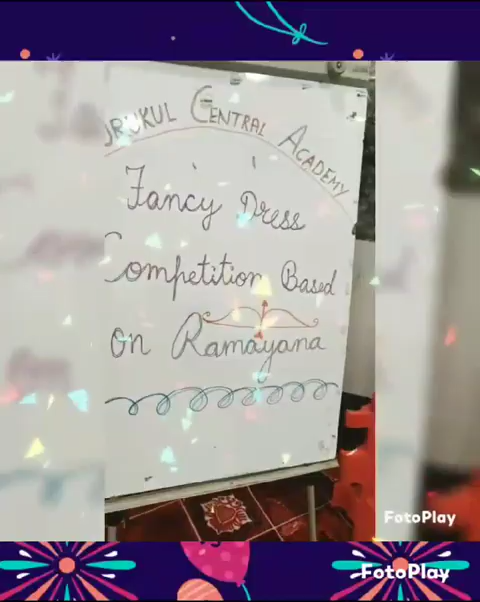 URUKUL CENTRAL ACADEMY
Fancy Dress
Competition Based
on Ramayana
FotoPlay
FotoPlay